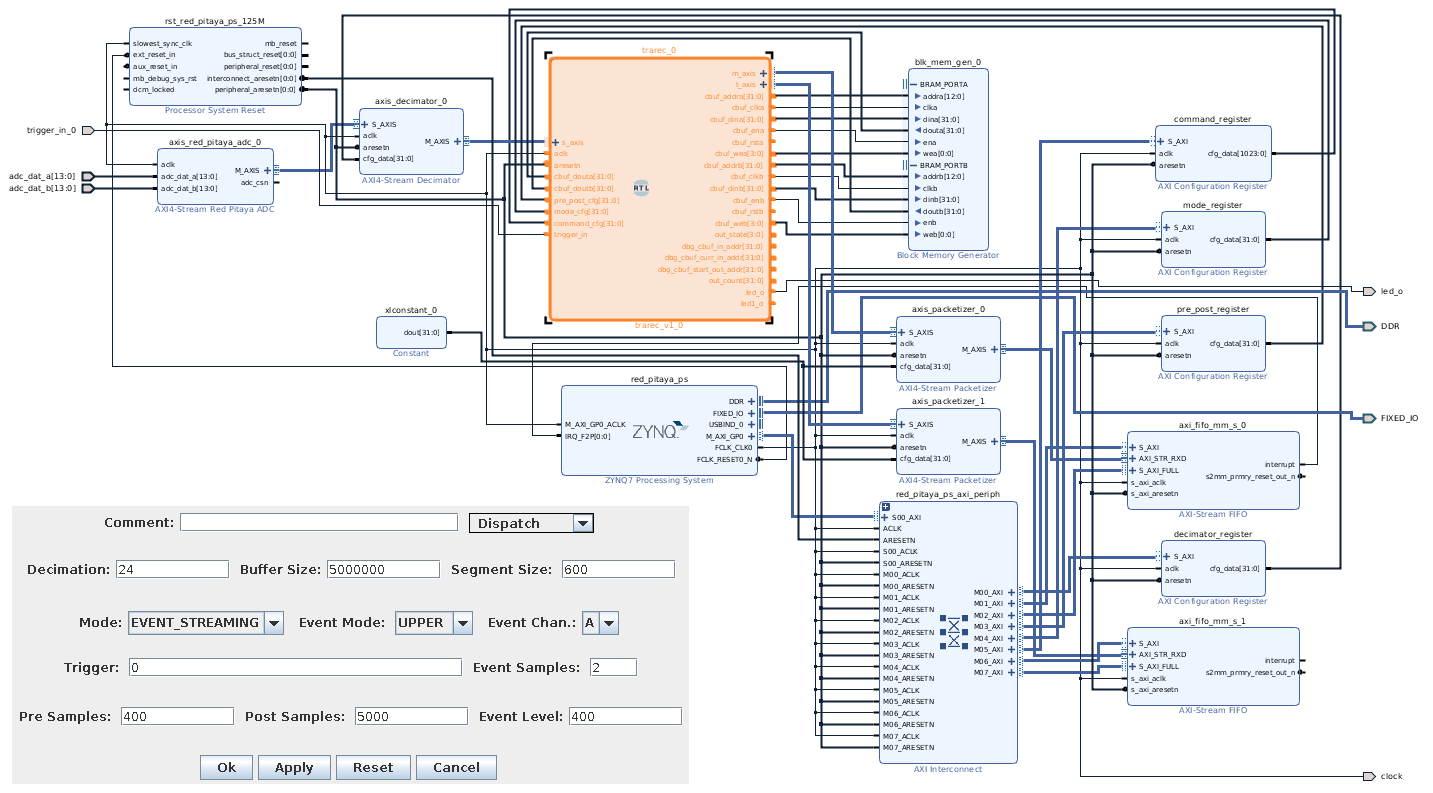 rst_red_pitaya_ps_125M
slowest_sync_clk
ext_reset_in
aux_reset_in
mb_debug_sys_rst
dcm_locked
mb_reset
bus_struct_reset[0:0]
peripheral_reset[0:0]
interconnect_aresetn[0:0]
peripheral_aresetn[0:0]
Processor System Reset
trigger_in_0
adc_dat_a[13:0]
adc_dat_b[13:0]
axis_red_pitaya_adc_0
aclk
adc_dat_a[13:0]
adc_dat_b[13:0]
M_AXIS
adc_csn
AXI4-Stream Red Pitaya ADC
axis_decimator_0
S_AXIS
aclk
aresetn
cfg_data[31:0]
M_AXIS
AXI4-Stream Decimator
trarec_0
s_axis
aclk
aresetn
cbuf_douta[31:0]
cbuf_doutb[31:0]
pre_post_cfg[31:0]
mode_cfg[31:0]
command_cfg[31:0]
trigger_in
RTL
m_axis
t_axis
cbuf_addra[31:0]
cbuf_clka
cbuf_dina[31:0]
cbuf_ena
cbuf_rsta
cbuf_wea[3:0]
cbuf_addrb[31:0]
cbuf_clkb
cbuf_dinb[31:0]
cbuf_enb
cbuf_rstb
cbuf_web[3:0]
out_state[3:0]
dbg_cbuf_in_addr[31:0]
dbg_cbuf_curr_in_addr[31:0]
dbg_cbuf_start_out_addr[31:0]
out_count[31:0]
led_o
led1_o
trarec_v1_0
blk_mem_gen_0
BRAM_PORTA
addra[12:0]
clka
dina[31:0]
douta[31:0]
ena
wea[0:0]
BRAM_PORTB
addrb[12:0]
clkb
dinb[31:0]
doutb[31:0]
enb
web[0:0]
Block Memory Generator
command_register
S_AXI
aclk
aresetn
cfg_data[1023:0]
AXI Configuration Register
mode_register
S_AXI
aclk
aresetn
cfg_data[31:0]
AXI Configuration Register
led_o
DDR
FIXED_IO
clock
xlconstant_0
dout[31:0]
Constant
axis_packetizer_0
S_AXIS
aclk
aresetn
cfg_data[31:0]
M_AXIS
AXI4-Stream Packetizer
pre_post_register
S_AXI
aclk
aresetn
cfg_data[31:0]
AXI Configuration Register
red_pitaya_ps
M_AXI_GP0_ACLK
IRQ_F2P[0:0]
ZYNQ
DDR
FIXED_IO
USBIND_0
M_AXI_GP0
FCLK_CLK0
FCLK_RESET0_N
ZYNQ7 Processing System
axis_packetizer_1
S_AXIS
aclk
aresetn
cfg_data[31:0]
M_AXIS
AXI4-Stream Packetizer
axi_fifo_mm_s_0
S_AXI
AXI_STR_RXD
S_AXI_FULL
s_axi_aclk
s_axi_aresetn
interrupt
s2mm_prmry_reset_out_n
AXI-Stream FIFO
red_pitaya_ps_axi_periph
S00_AXI
ACLK
ARESETN
S00_ACLK
S00_ARESETN
M00_ACLK
M00_ARESETN
M01_ACLK
M01_ARESETN
M02_ACLK
M02_ARESETN
M03_ACLK
M03_ARESETN
M04_ACLK
M04_ARESETN
M05_ACLK
M05_ARESETN
M06_ACLK
M06_ARESETN
M07_ACLK
M07_ARESETN
M00_AXI
M01_AXI
M02_AXI
M03_AXI
M04_AXI
M05_AXI
M06_AXI
M07_AXI
AXI Interconnect
decimator_register
S_AXI
aclk
aresetn
cfg_data[31:0]
AXI Configuration Register
axi_fifo_mm_s_1
S_AXI
AXI_STR_RXD
S_AXI_FULL
s_axi_aclk
s_axi_aresetn
interrupt
s2mm_prmry_reset_out_n
AXI-Stream FIFO
Comment: Dispatch
Decimation: 24 Buffer Size: 5000000 Segment Size: 600
Mode: EVENT_STREAMING Event Mode: UPPER Event Chan.: A
Trigger: 0 Event Samples: 2
Pre Samples: 400 Post Samples: 5000 Event Level: 400
Ok Apply Reset Cancel